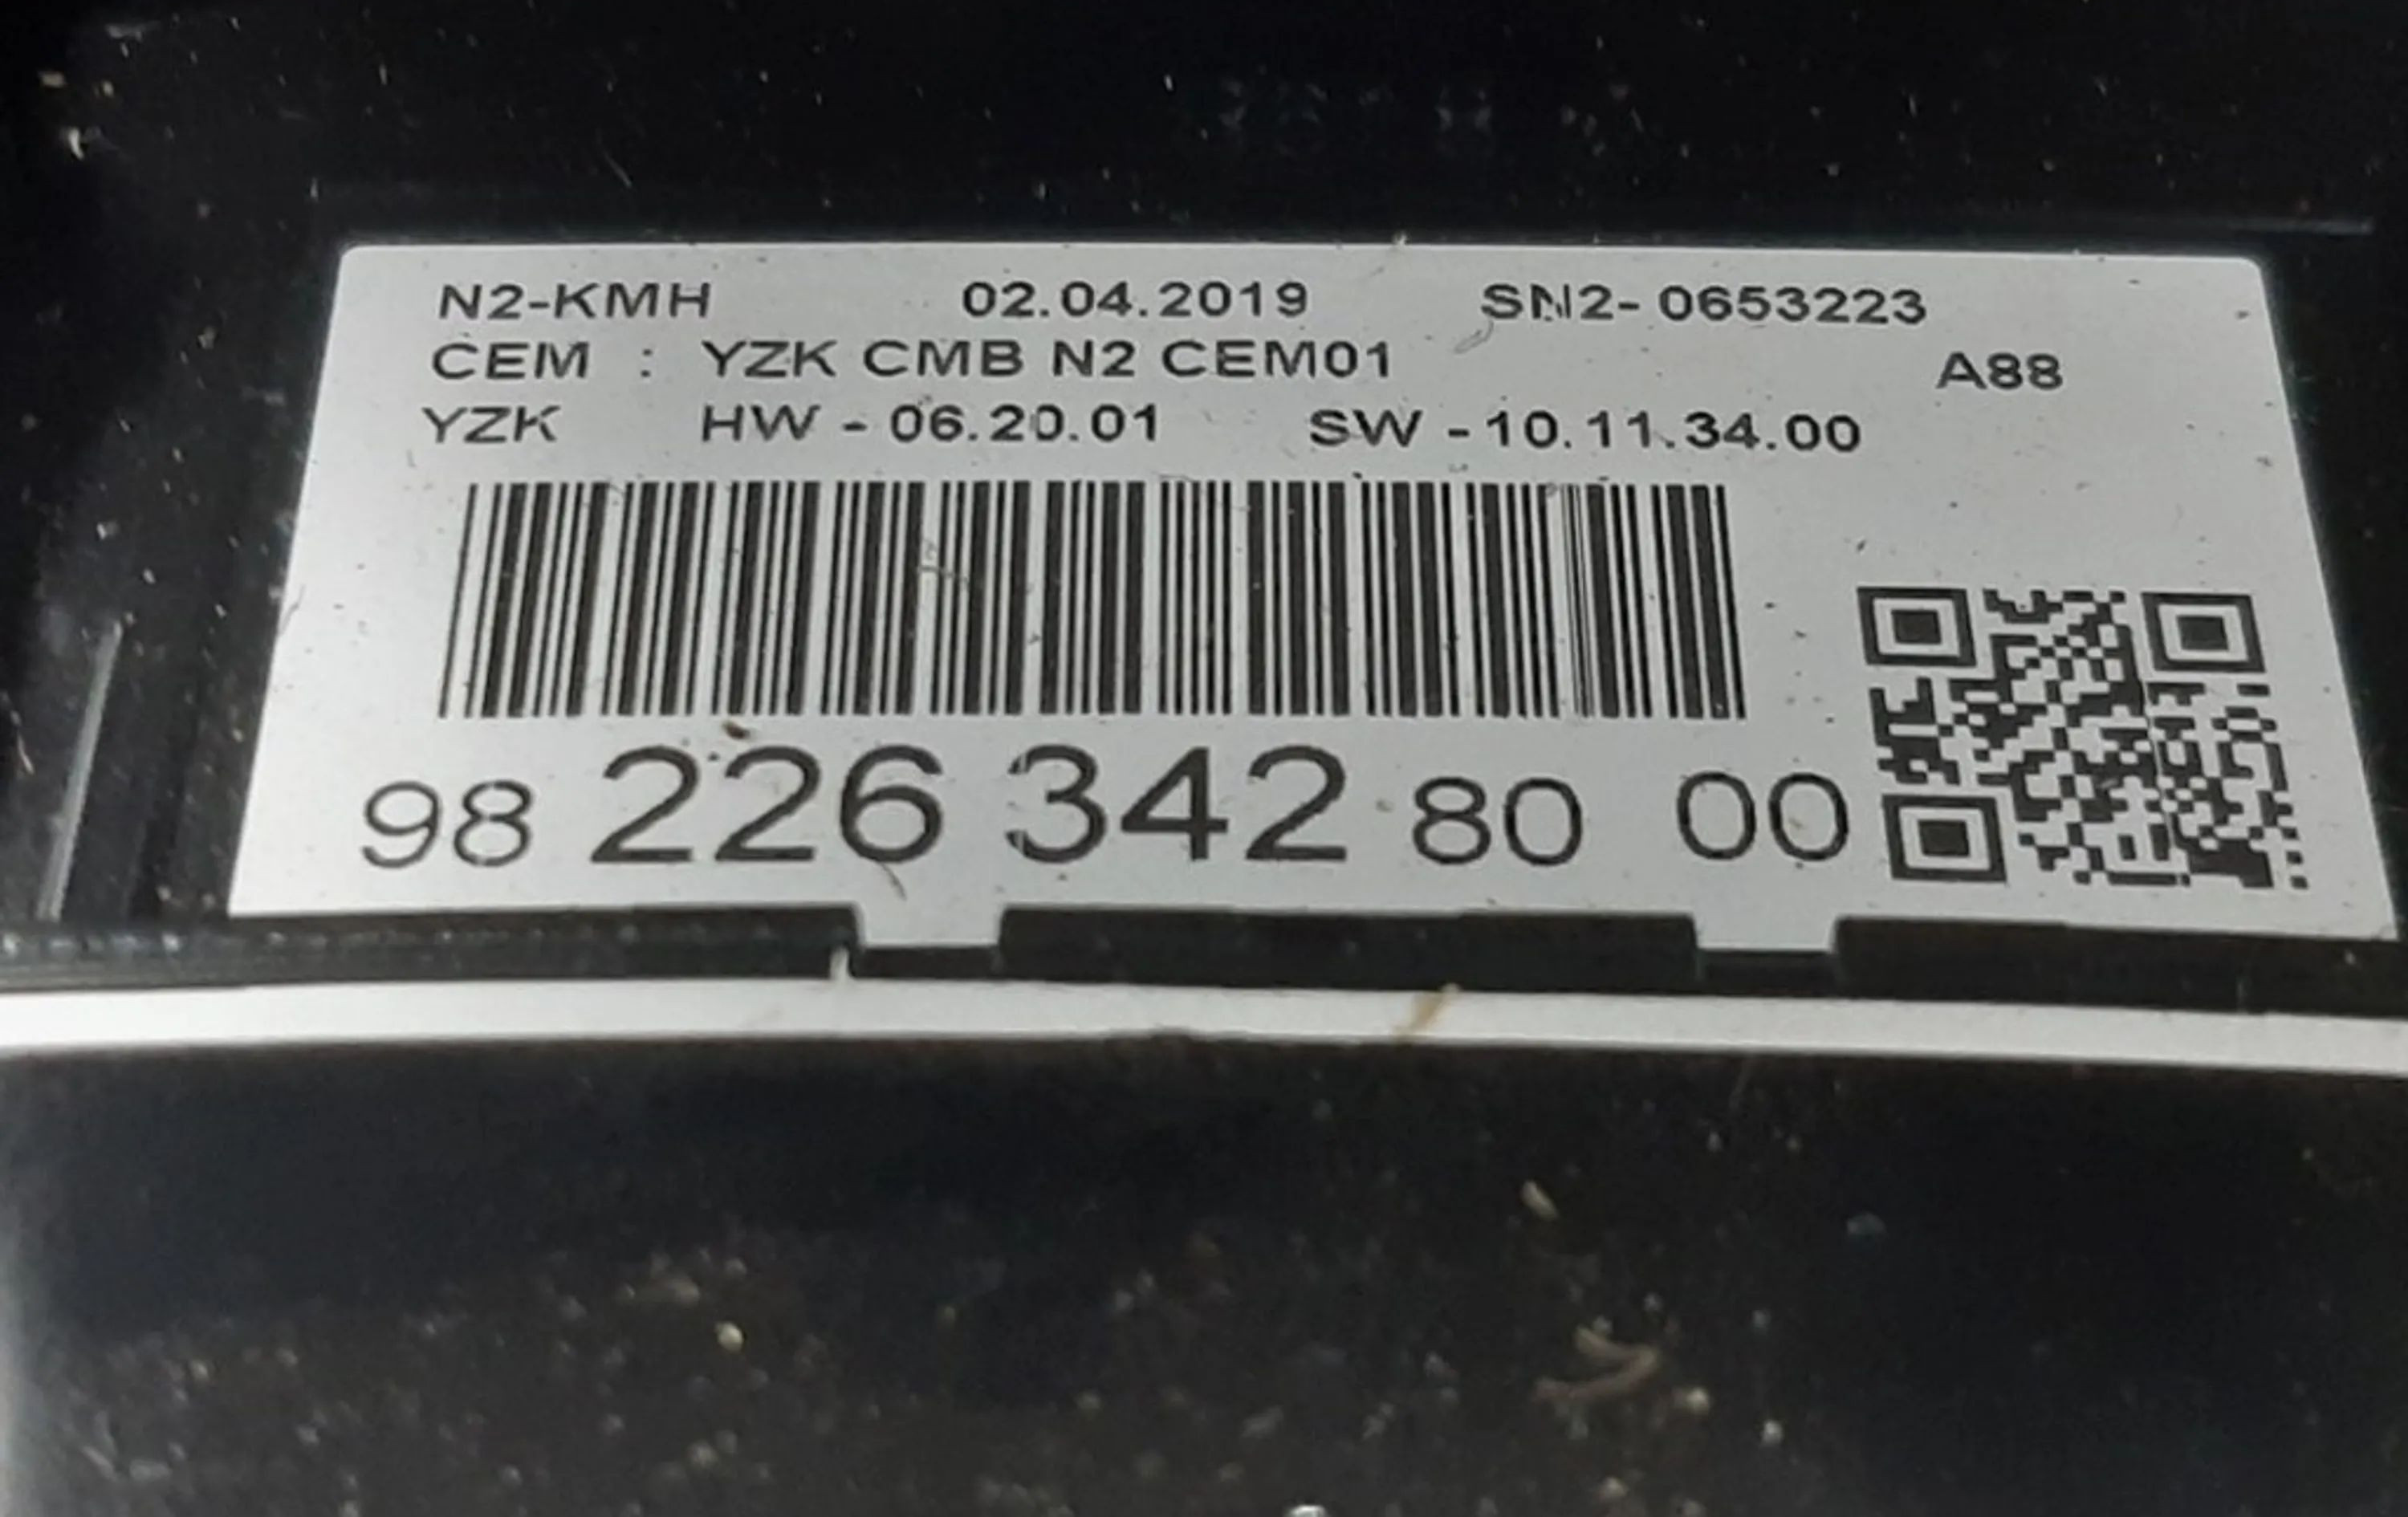 N2-KMH 02.04.2019 SN2- 0653223
CEM : YZK CMB N2 CEM01 A88
YZK HW - 06.20.01 SW -10.11.34.00
98 226 342 80 00